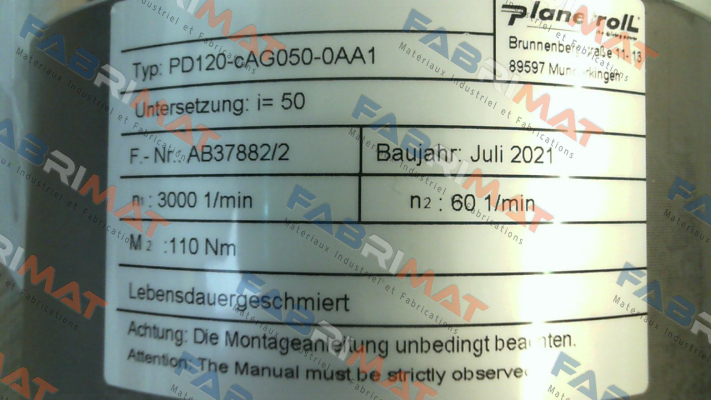 planetroll
Brunnenbergstraße 11-13
89597 Munderkingen
Typ: PD120-cAG050-0AA1
Untersetzung: i= 50
F.- Nr.: AB37882/2
Baujahr: Juli 2021
n1 : 3000 1/min
n2 : 60 1/min
M2 :110 Nm
Lebensdauergeschmiert
Achtung: Die Montageanleitung unbedingt beachten.
Attention: The Manual must be strictly observed
FABRIMAT
Materiaux Industriel et Fabrications